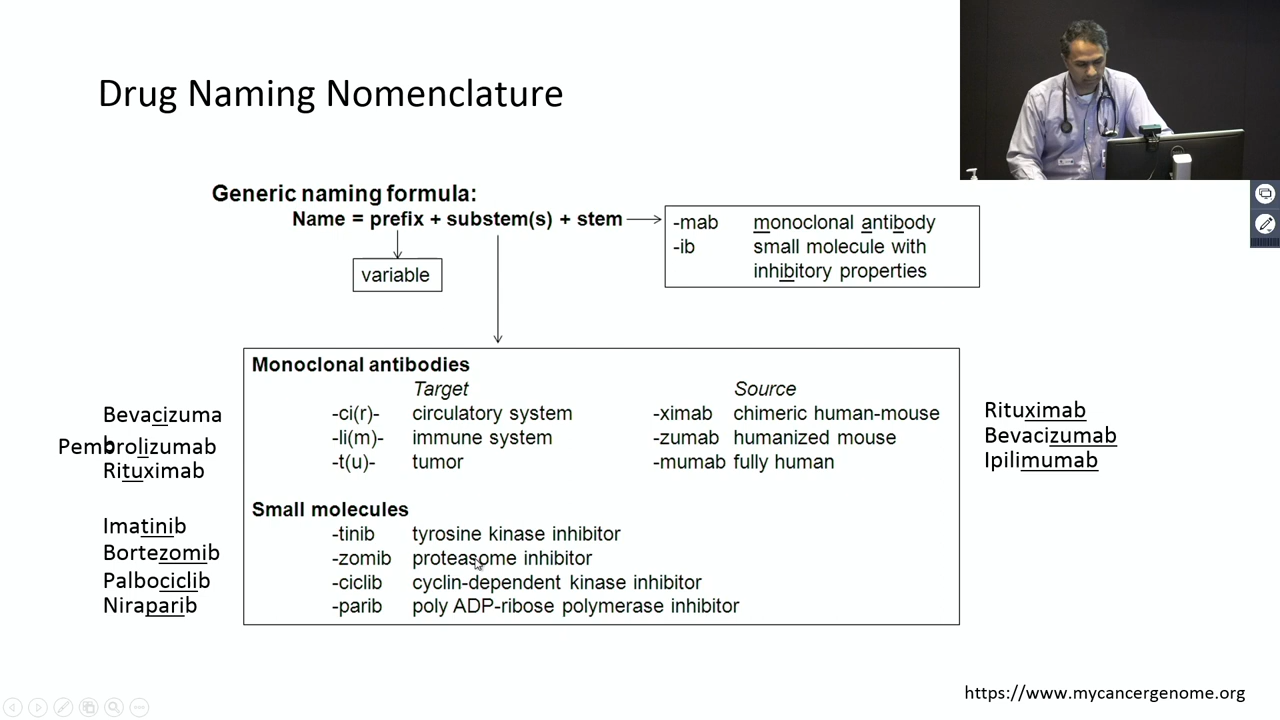 Drug Naming Nomenclature
Generic naming formula:
Name = prefix + substem(s) + stem
variable
-mab monoclonal antibody
-ib small molecule with
inhibitory properties
Monoclonal antibodies
Target Source
-ci(r)- circulatory system -ximab chimeric human-mouse
-li(m)- immune system -zumab humanized mouse
-t(u)- tumor -mumab fully human
Small molecules
-tinib tyrosine kinase inhibitor
-zomib proteasome inhibitor
-ciclib cyclin-dependent kinase inhibitor
-parib poly ADP-ribose polymerase inhibitor
Bevacizuma
b
Pembrolizumab
Rituximab
Imatinib
Bortezomib
Palbociclib
Niraparib
Rituximab
Bevacizumab
Ipilimumab
https://www.mycancergenome.org